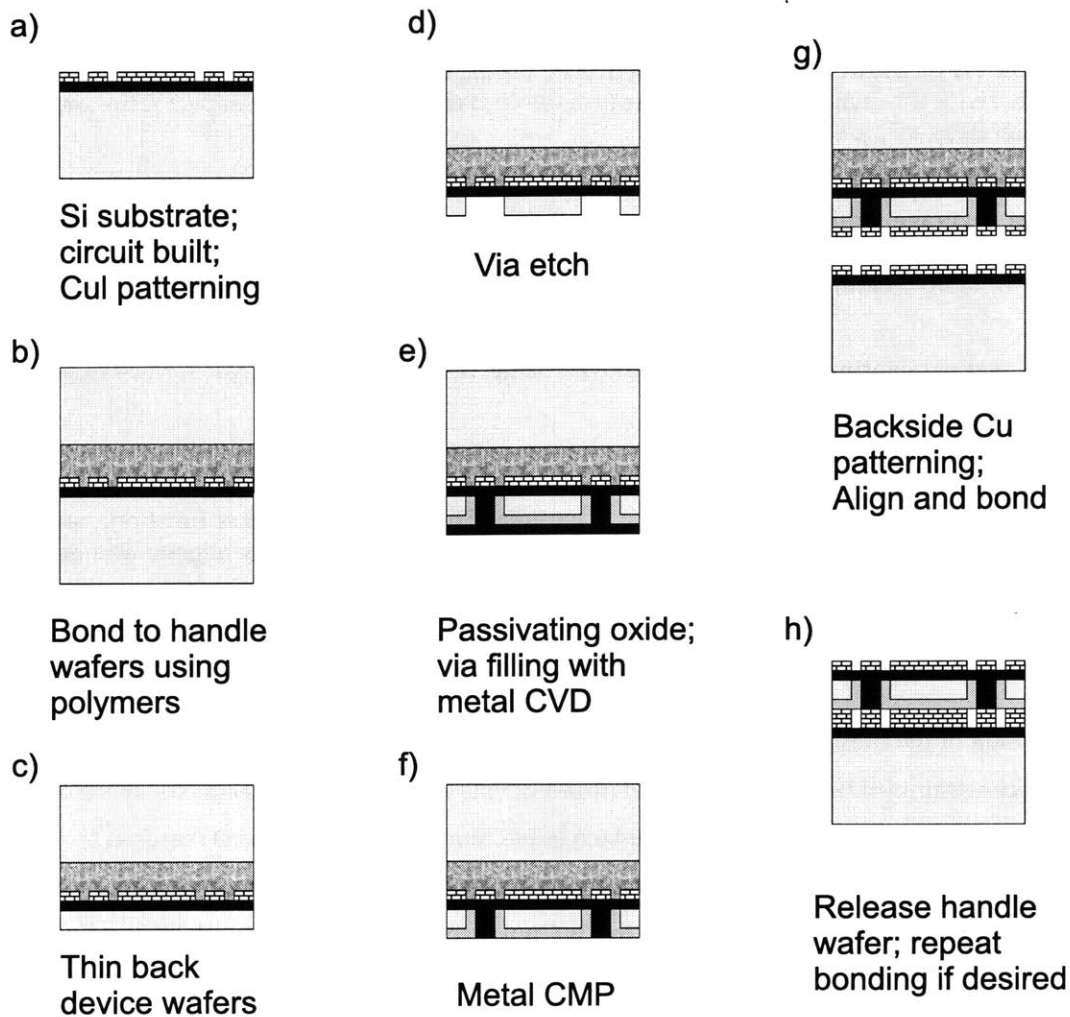 a)
Si substrate;
circuit built;
CuI patterning
b)
Bond to handle
wafers using
polymers
c)
Thin back
device wafers
d)
Via etch
e)
Passivating oxide;
via filling with
metal CVD
f)
Metal CMP
g)
Backside Cu
patterning;
Align and bond
h)
Release handle
wafer; repeat
bonding if desired